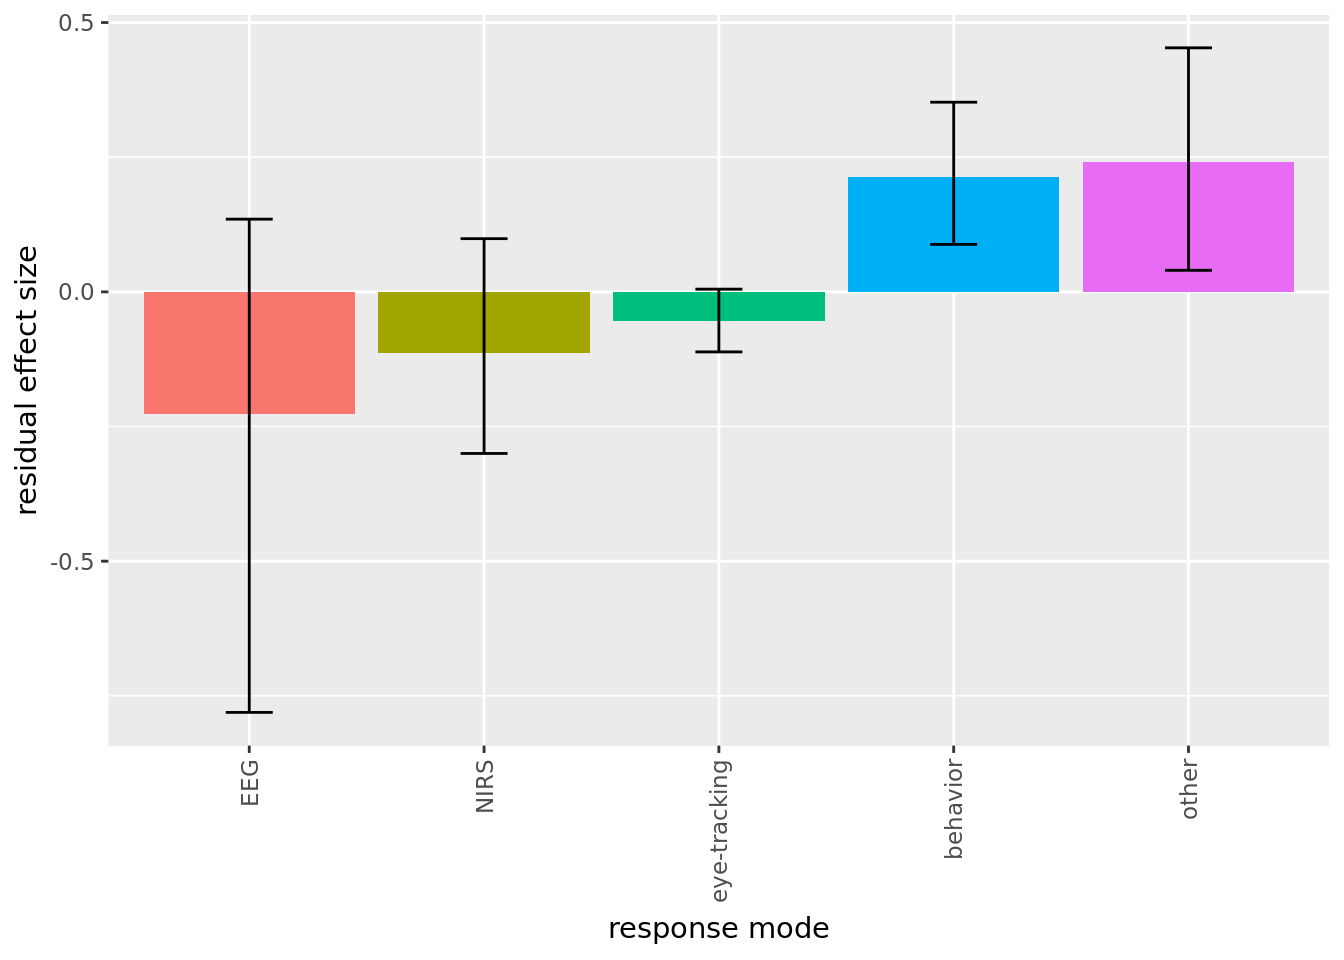 0.5
0.0
-0.5
residual effect size
EEG
NIRS
eye-tracking
behavior
other
response mode